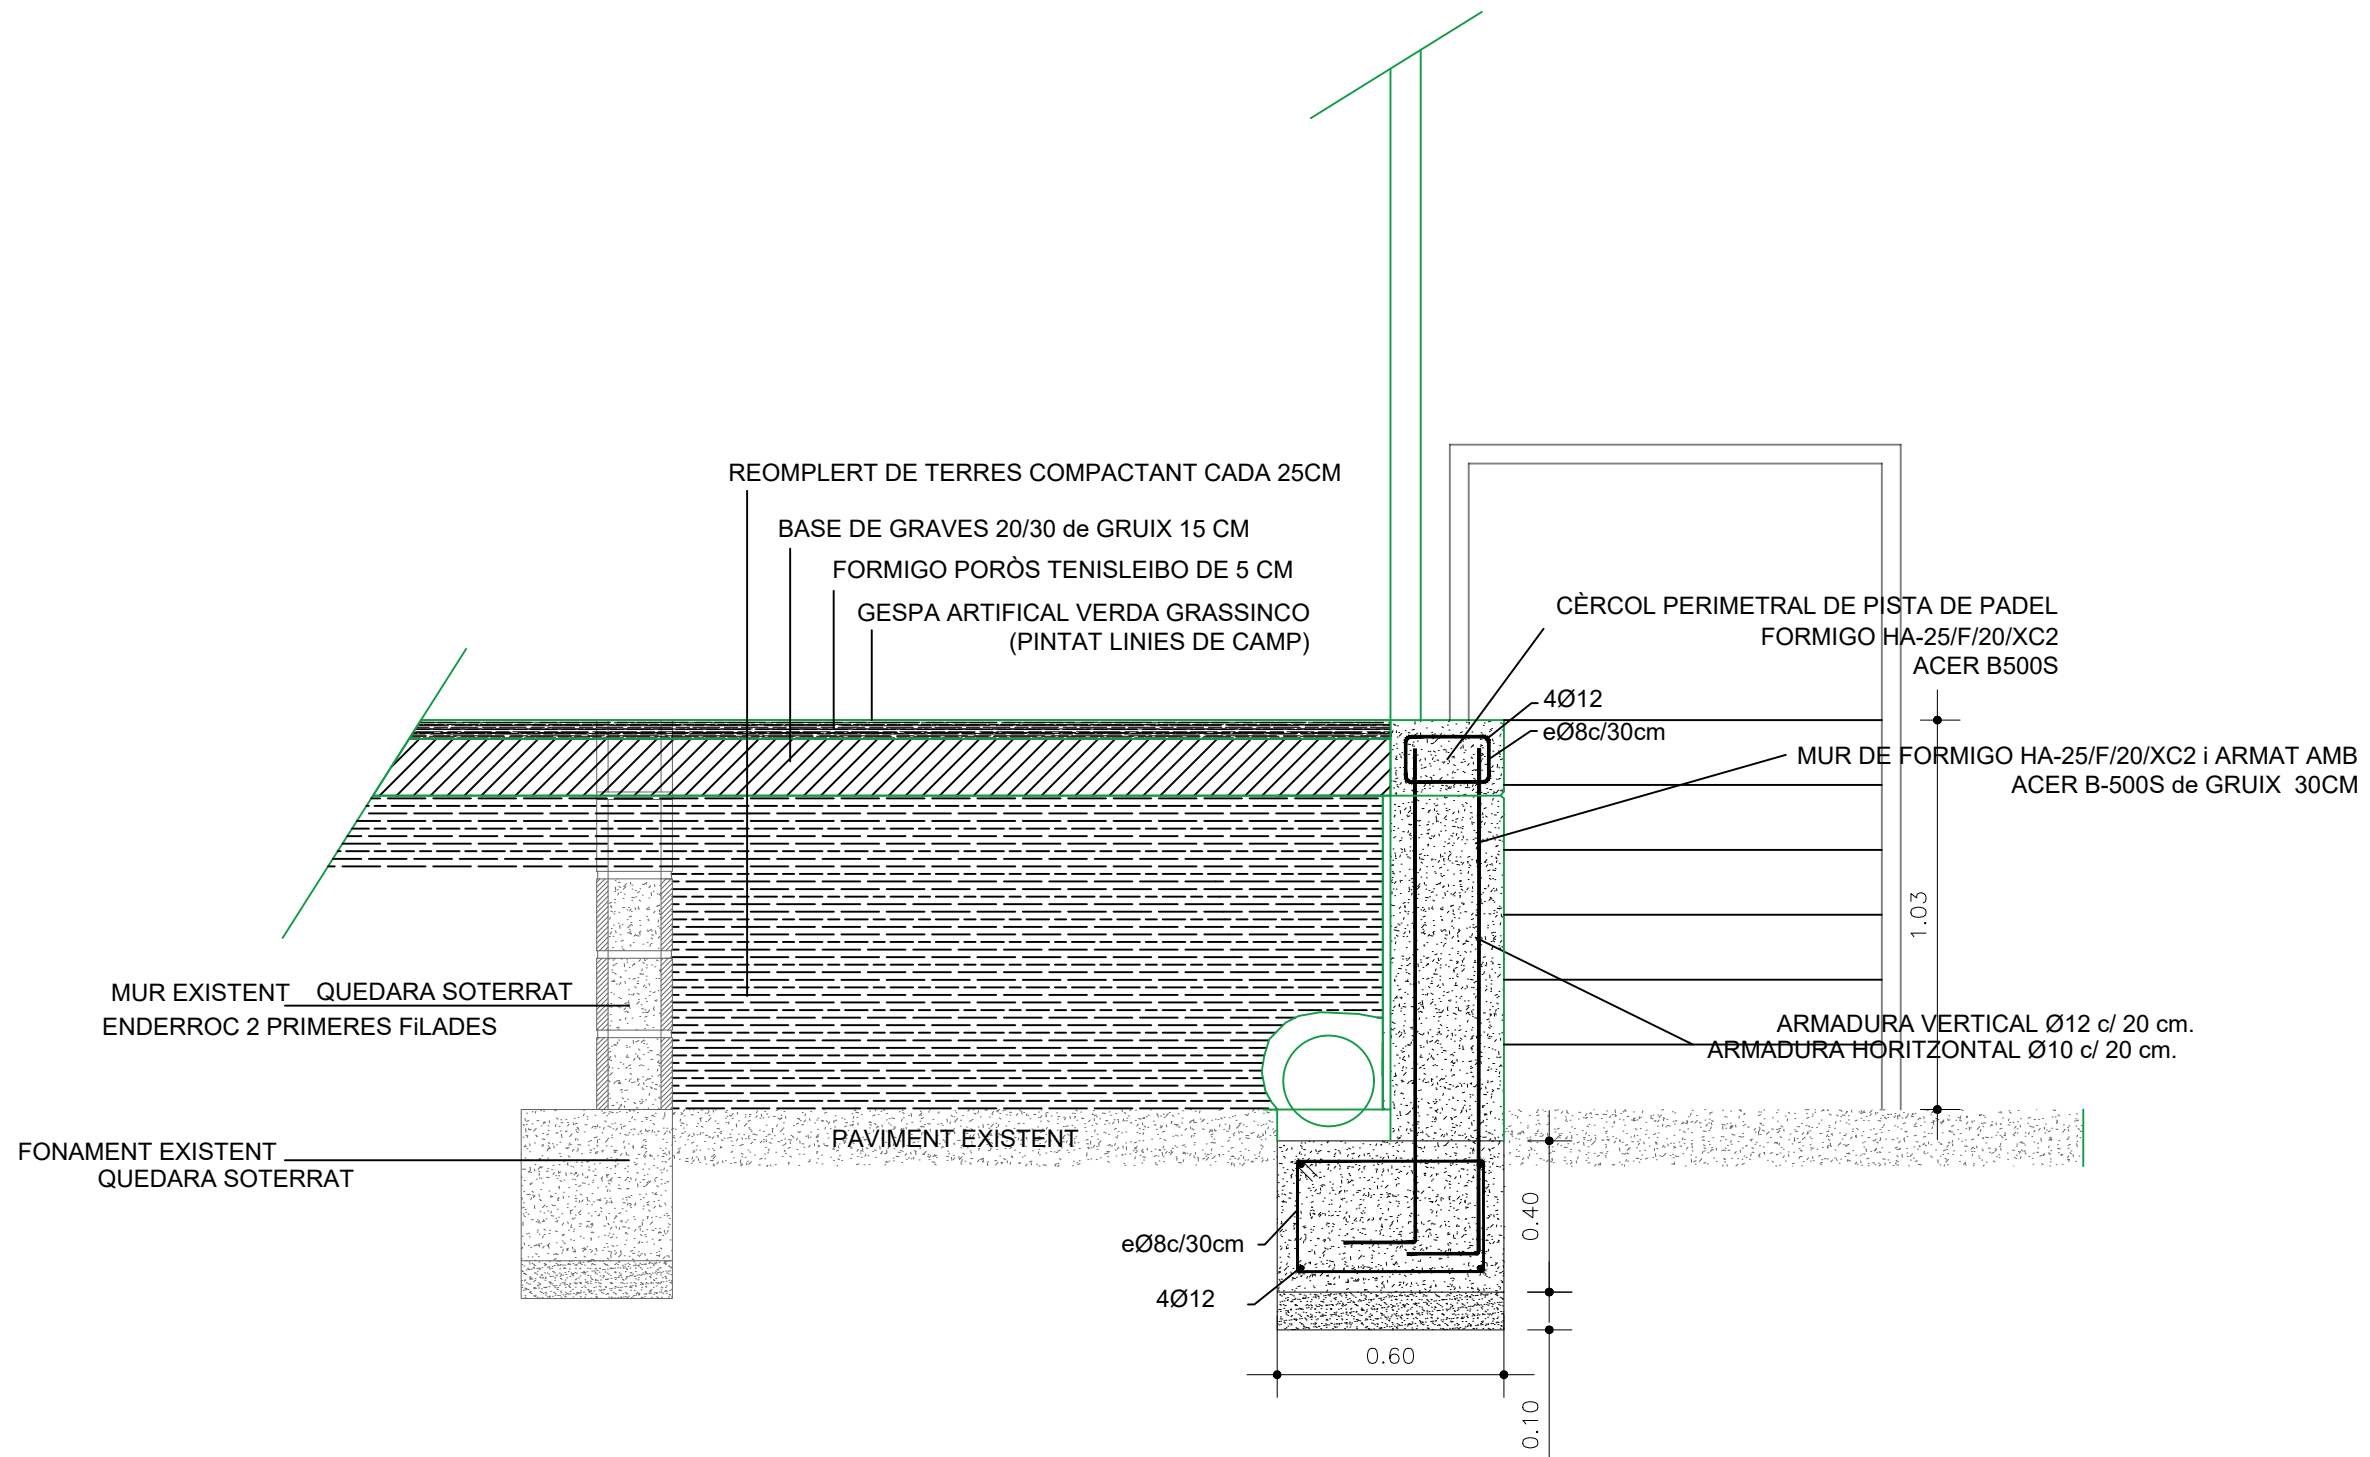 REOMPLERT DE TERRES COMPACTANT CADA 25CM
BASE DE GRAVES 20/30 de GRUIX 15 CM
FORMIGO PORÒS TENISLEIBO DE 5 CM
GESPA ARTIFICAL VERDA GRASSINCO
(PINTAT LINIES DE CAMP)
CÈRCOL PERIMETRAL DE PISTA DE PADEL
FORMIGO HA-25/F/20/XC2
ACER B500S
4Ø12
eØ8c/30cm
MUR DE FORMIGO HA-25/F/20/XC2 i ARMAT AMB
ACER B-500S de GRUIX 30CM
1.03
MUR EXISTENT QUEDARA SOTERRAT
ENDERROC 2 PRIMERES FiLADES
ARMADURA VERTICAL Ø12 c/ 20 cm.
ARMADURA HORITZONTAL Ø10 c/ 20 cm.
PAVIMENT EXISTENT
FONAMENT EXISTENT
QUEDARA SOTERRAT
0.40
eØ8c/30cm
4Ø12
0.60
0.10